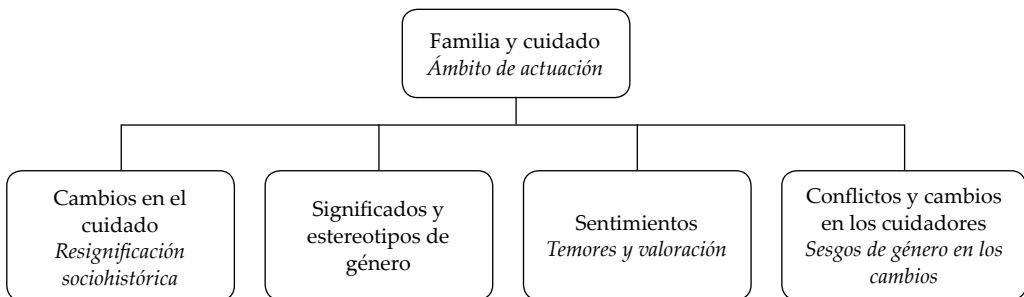 Familia y cuidado
Ámbito de actuación
Cambios en el
cuidado
Resignificación
sociohistórica
Significados y
estereotipos de
género
Sentimientos
Temores y valoración
Conflictos y cambios
en los cuidadores
Sesgos de género en los
cambios